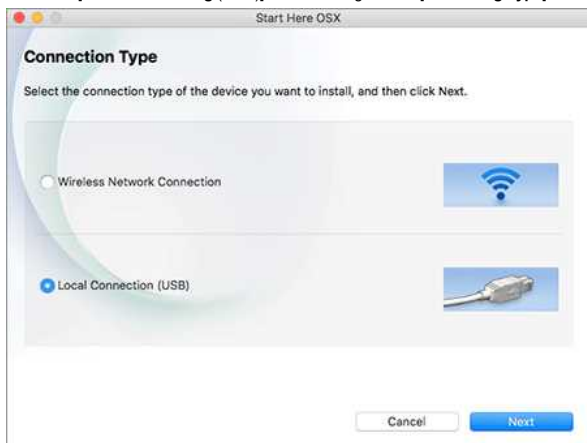 Start Here OSX
Connection Type
Select the connection type of the device you want to install, and then click Next.
Wireless Network Connection
Local Connection (USB)
Cancel
Next